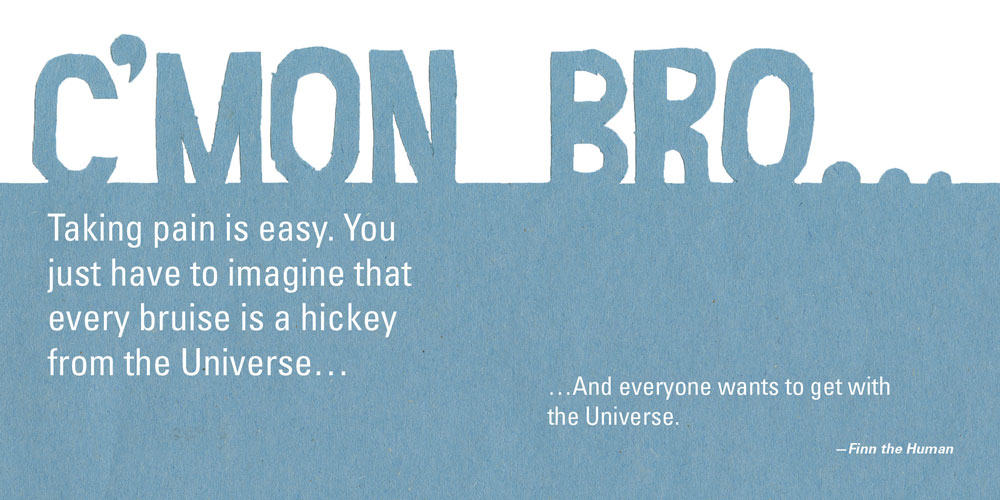 C’MON BRO...
Taking pain is easy. You
just have to imagine that
every bruise is a hickey
from the Universe…
…And everyone wants to get with
the Universe.
—Finn the Human